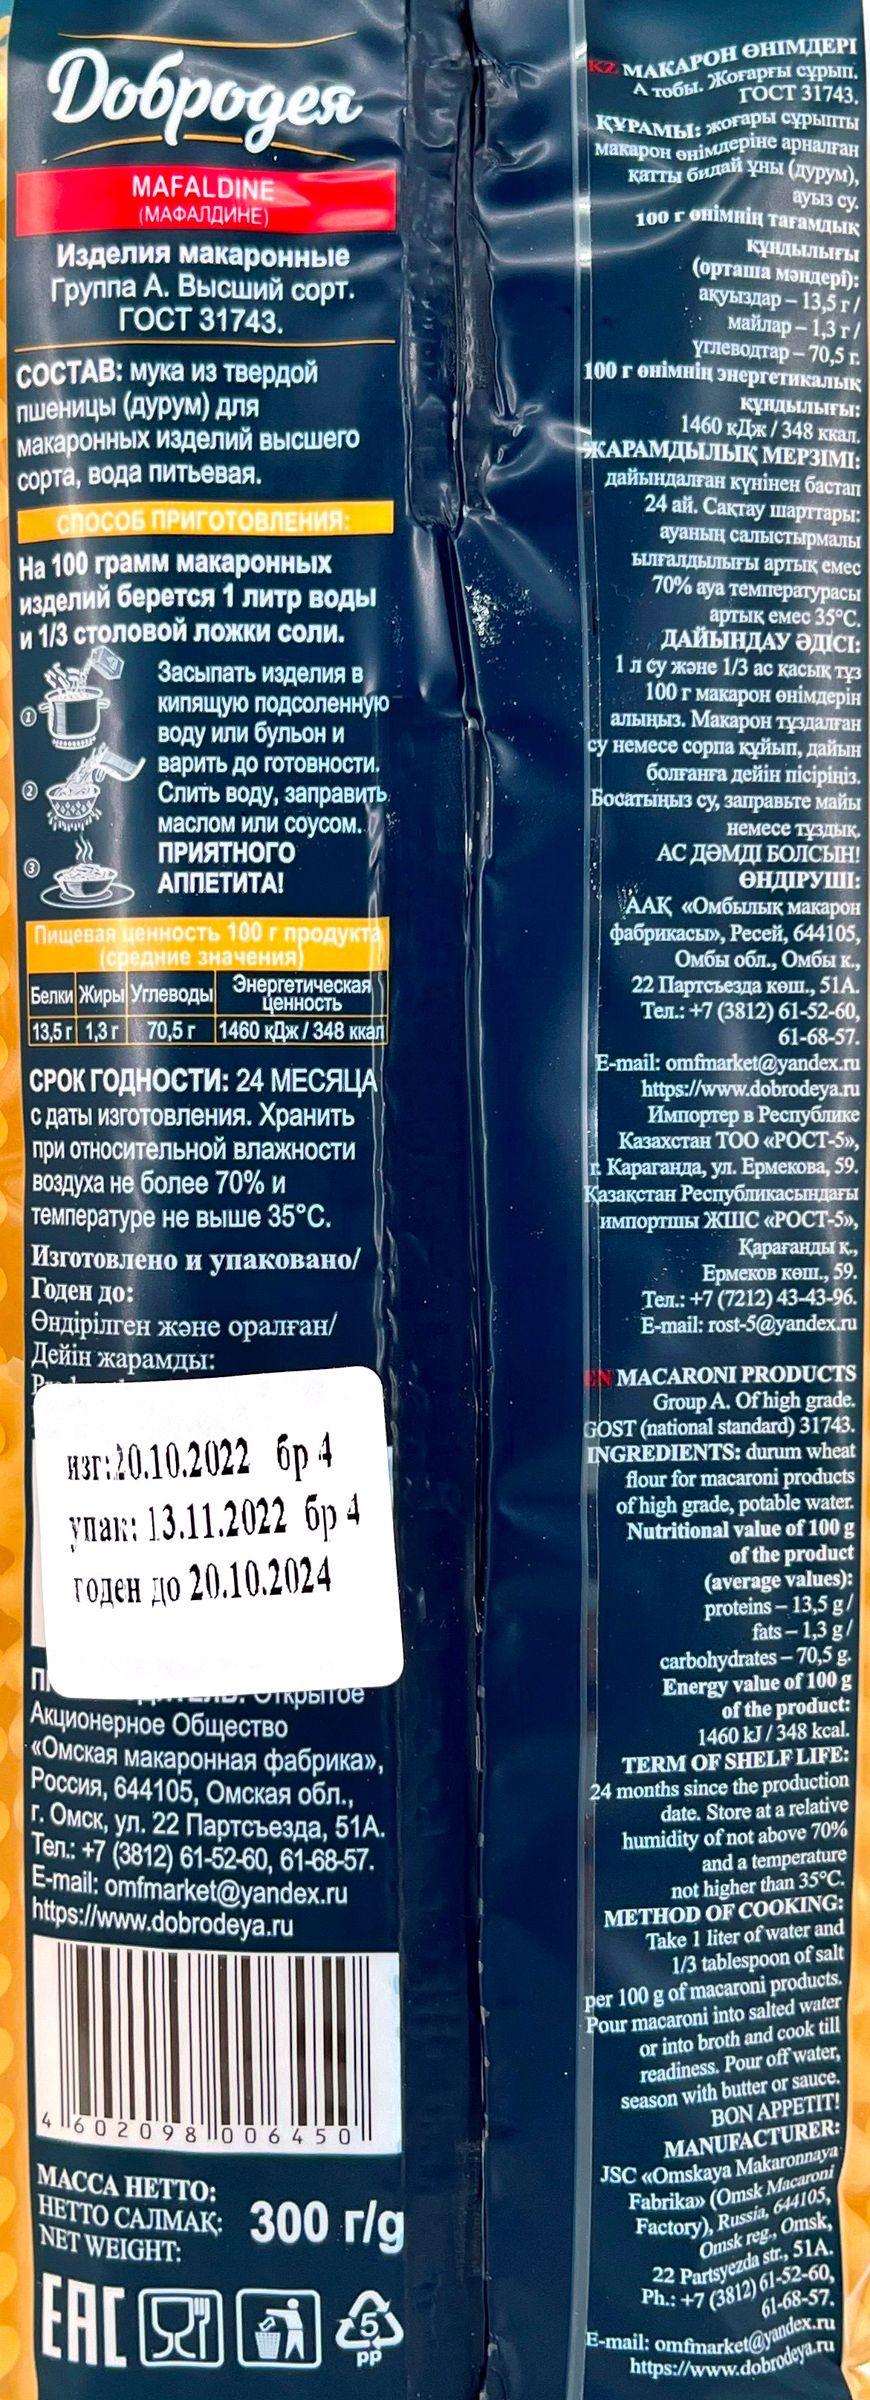 Добродея
MAFALDINE
(МАФАЛДИНЕ)
Изделия макаронные
Группа А. Высший сорт.
ГОСТ 31743.
СОСТАВ: мука из твердой
пшеницы (дурум) для
макаронных изделий высшего
сорта, вода питьевая.
СПОСОБ ПРИГОТОВЛЕНИЯ:
На 100 грамм макаронных
изделий берется 1 литр воды
и 1/3 столовой ложки соли.
1
2
3
Засыпать изделия в
кипящую подсоленную
воду или бульон и
варить до готовности.
Слить воду, заправить
маслом или соусом.
ПРИЯТНОГО
АППЕТИТА!
Пищевая ценность 100 г продукта
(средние значения)
Белки Жиры Углеводы Энергетическая
ценность
13,5 г 1,3 г 70,5 г 1460 кДж / 348 ккал
СРОК ГОДНОСТИ: 24 МЕСЯЦА
с даты изготовления. Хранить
при относительной влажности
воздуха не более 70% и
температуре не выше 35°С.
Изготовлено и упаковано/
Годен до:
Өндірілген және оралған/
Дейін жарамды:
изг:20.10.2022 бр 4
упак: 13.11.2022 бр 4
годен до 20.10.2024
Открытое
Акционерное Общество
«Омская макаронная фабрика»,
Россия, 644105, Омская обл.,
г. Омск, ул. 22 Партсъезда, 51А.
Тел.: +7 (3812) 61-52-60, 61-68-57.
E-mail: omfmarket@yandex.ru
https://www.dobrodeya.ru
4 602098 006450
МАССА НЕТТО:
НЕТТО САЛМАҚ:
NET WEIGHT:
300 г/g
EAC
5
PP
KZ МАКАРОН ӨНІМДЕРІ
А тобы. Жоғарғы сұрып.
ГОСТ 31743.
ҚҰРАМЫ: жоғары сұрыпты
макарон өнімдеріне арналған
қатты бидай ұны (дурум),
ауыз су.
100 г өнімнің тағамдық
құндылығы
(орташа мәндері):
ақуыздар – 13,5 г /
майлар – 1,3 г /
үглеводтар – 70,5 г.
100 г өнімнің энергетикалық
құндылығы:
1460 кДж / 348 ккал.
ЖАРАМДЫЛЫҚ МЕРЗІМІ:
дайындалған күнінен бастап
24 ай. Сақтау шарттары:
ауаның салыстырмалы
ылғалдылығы артық емес
70% ауа температурасы
артық емес 35°С.
ДАЙЫНДАУ ӘДІСІ:
1 л су және 1/3 ас қасық тұз
100 г макарон өнімдерін
алыңыз. Макарон тұздалған
су немесе сорпа құйып, дайын
болғанға дейін пісіріңіз.
Босатыңыз су, заправьте майы
немесе тұздық.
АС ДӘМДІ БОЛСЫН!
ӨНДІРУШІ:
ААҚ «Омбылық макарон
фабрикасы», Ресей, 644105,
Омбы обл., Омбы к.,
22 Партсъезда көш., 51А.
Тел.: +7 (3812) 61-52-60,
61-68-57.
E-mail: omfmarket@yandex.ru
https://www.dobrodeya.ru
Импортер в Республике
Казахстан ТОО «РОСТ-5»,
г. Караганда, ул. Ермекова, 59.
Қазақстан Республикасындағы
импортшы ЖШС «РОСТ-5»,
Қарағанды қ.,
Ермеков көш., 59.
Тел.: +7 (7212) 43-43-96.
E-mail: rost-5@yandex.ru
EN MACARONI PRODUCTS
Group A. Of high grade.
GOST (national standard) 31743.
INGREDIENTS: durum wheat
flour for macaroni products
of high grade, potable water.
Nutritional value of 100 g
of the product
(average values):
proteins – 13,5 g /
fats – 1,3 g /
carbohydrates – 70,5 g.
Energy value of 100 g
of the product:
1460 kJ / 348 kcal.
TERM OF SHELF LIFE:
24 months since the production
date. Store at a relative
humidity of not above 70%
and a temperature
not higher than 35°C.
METHOD OF COOKING:
Take 1 liter of water and
1/3 tablespoon of salt
per 100 g of macaroni products.
Pour macaroni into salted water
or into broth and cook till
readiness. Pour off water,
season with butter or sauce.
BON APPETIT!
MANUFACTURER:
JSC «Omskaya Makaronnaya
Fabrika» (Omsk Macaroni
Factory), Russia, 644105,
Omsk reg., Omsk,
22 Partsyezda str., 51A.
Ph.: +7 (3812) 61-52-60,
61-68-57.
E-mail: omfmarket@yandex.ru
https://www.dobrodeya.ru